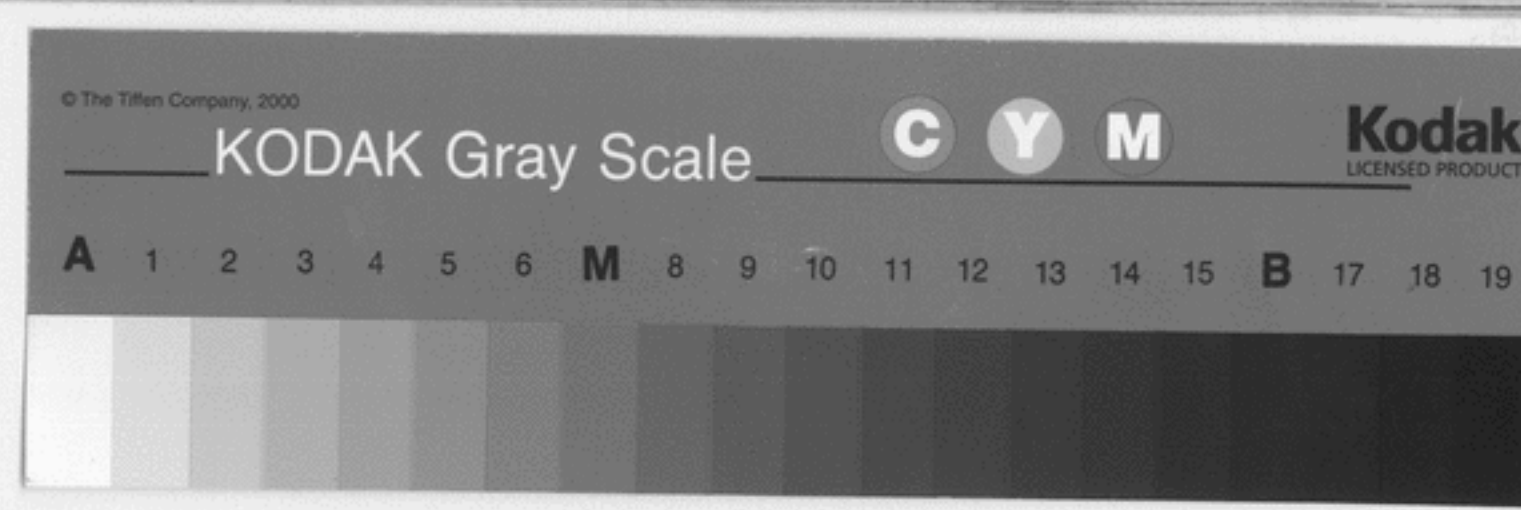 © The Tiffen Company, 2000
KODAK Gray Scale
C Y M
Kodak
LICENSED PRODUCT
A 1 2 3 4 5 6 M 8 9 10 11 12 13 14 15 B 17 18 19